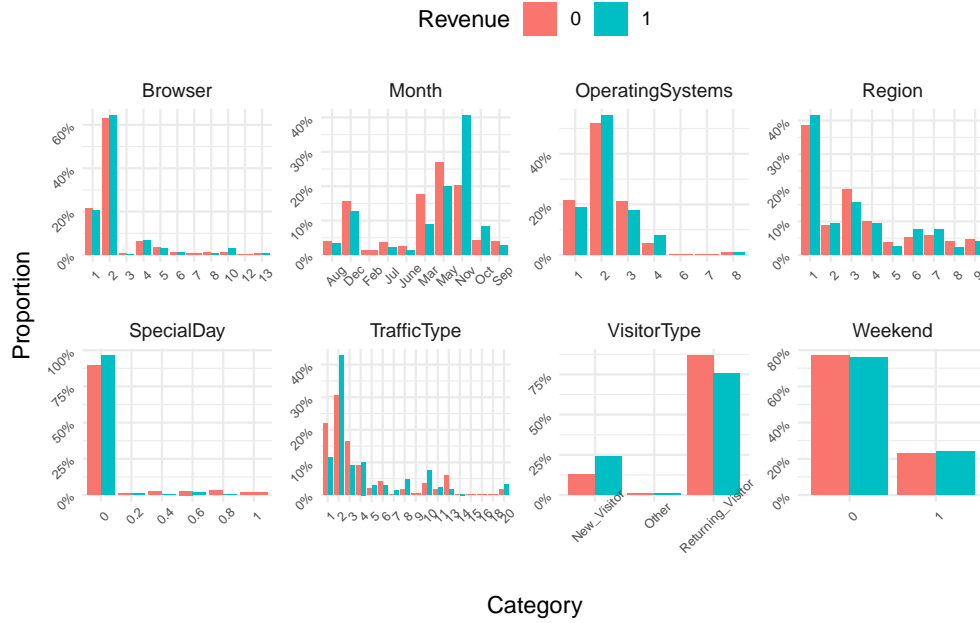 Revenue 0 1
Proportion
Browser
60%
40%
20%
0%
1 2 3 4 5 6 7 8 10 12 13
Month
40%
30%
20%
10%
0%
Aug Dec Feb Jul June Mar May Nov Oct Sep
OperatingSystems
40%
20%
0%
1 2 3 4 6 7 8
Region
40%
30%
20%
10%
0%
1 2 3 4 5 6 7 8 9
SpecialDay
100%
75%
50%
25%
0%
0 0.2 0.4 0.6 0.8 1
TrafficType
40%
30%
20%
10%
0%
1 2 3 4 5 6 7 8 9 10 11 13 14 15 16 18 20
VisitorType
75%
50%
25%
0%
New_Visitor Other Returning_Visitor
Weekend
80%
60%
40%
20%
0%
0 1
Category